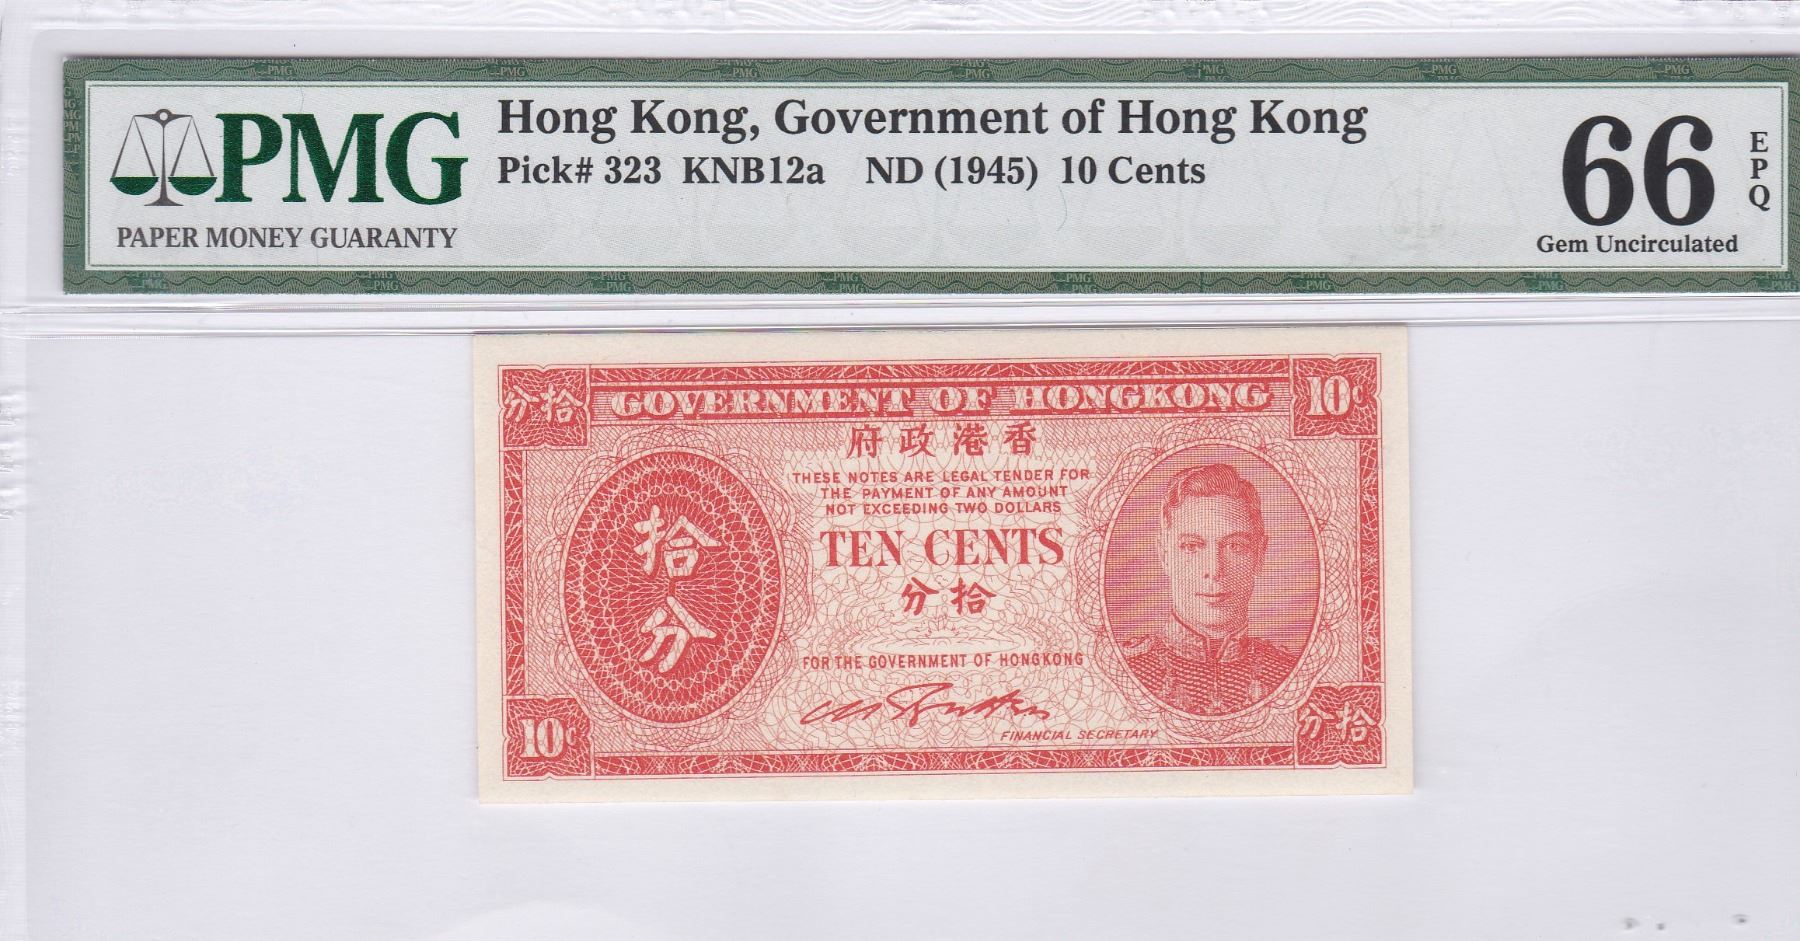 PMG
PAPER MONEY GUARANTY
Hong Kong, Government of Hong Kong
Pick# 323 KNB12a ND (1945) 10 Cents
66
EPQ
Gem Uncirculated
分拾
GOVERNMENT OF HONGKONG
10¢
府政港香
THESE NOTES ARE LEGAL TENDER FOR
THE PAYMENT OF ANY AMOUNT
NOT EXCEEDING TWO DOLLARS
拾分
TEN CENTS
分拾
FOR THE GOVERNMENT OF HONGKONG
FINANCIAL SECRETARY
10¢
分拾